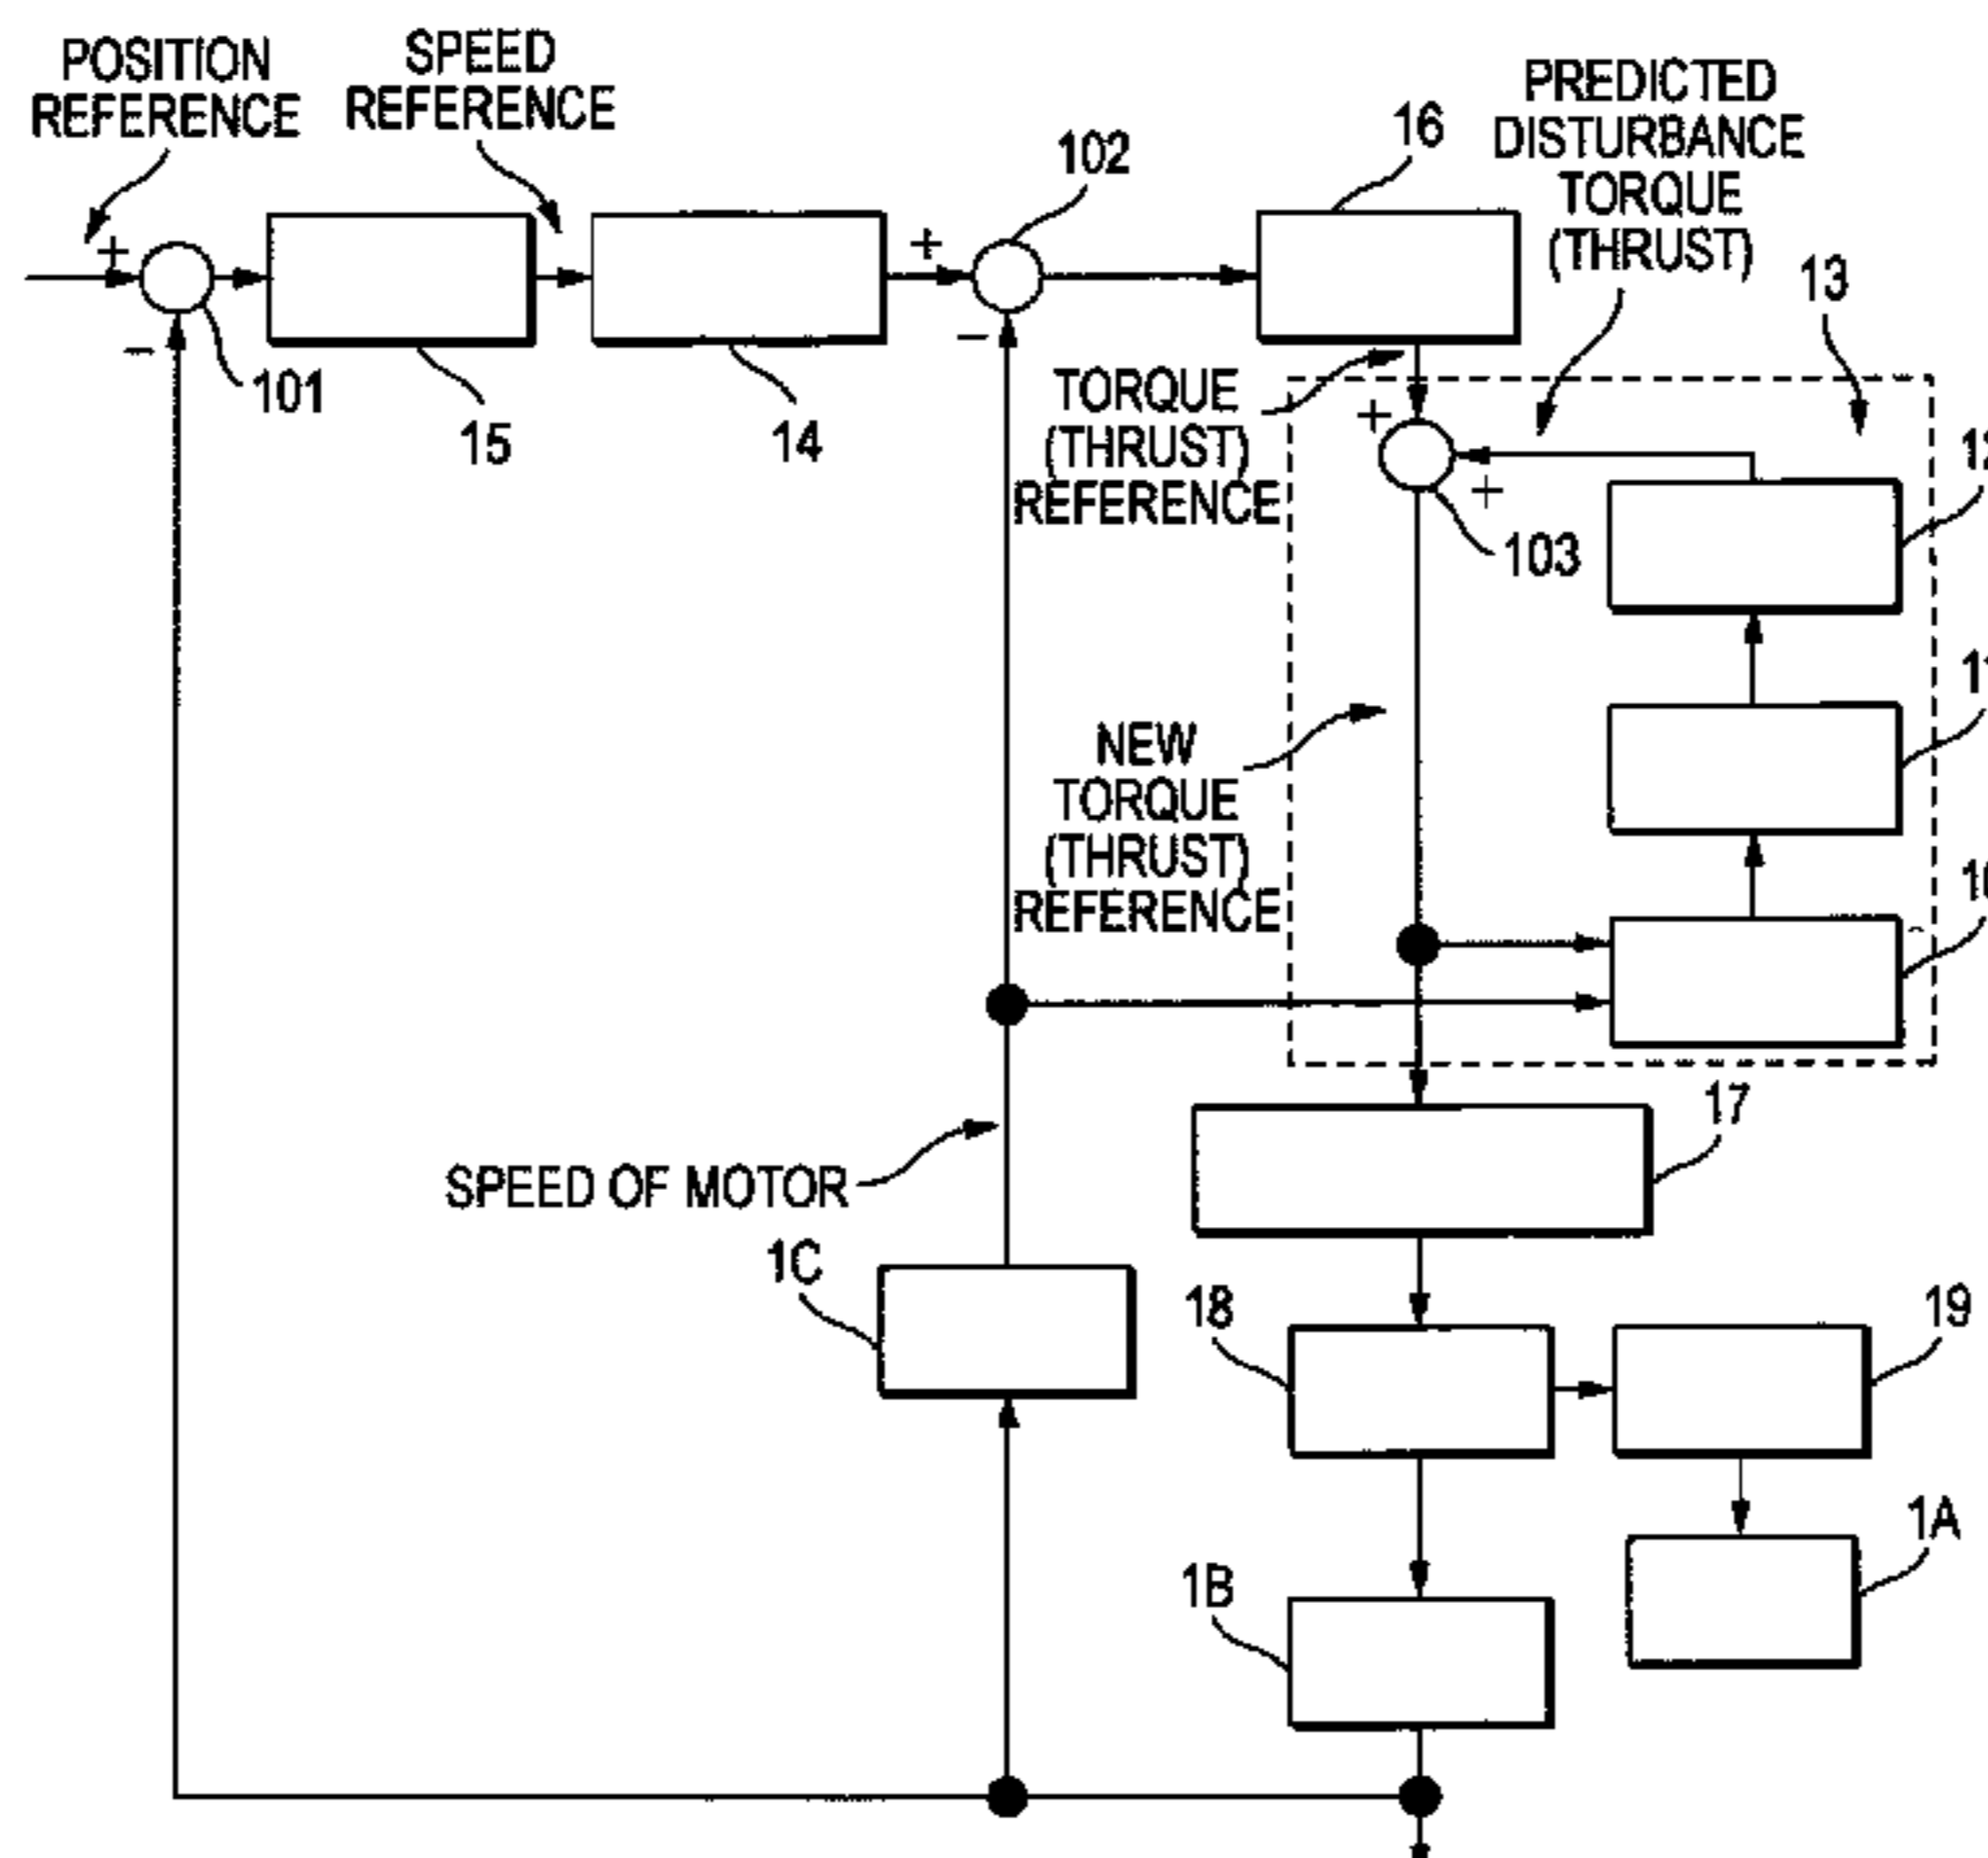 POSITION
REFERENCE
SPEED
REFERENCE
102
16
PREDICTED
DISTURBANCE
TORQUE
(THRUST)
13
+
+
−
−
101
15
14
TORQUE
(THRUST)
REFERENCE
+
+
103
NEW
TORQUE
(THRUST)
REFERENCE
17
SPEED OF MOTOR
1C
18
19
1A
1B